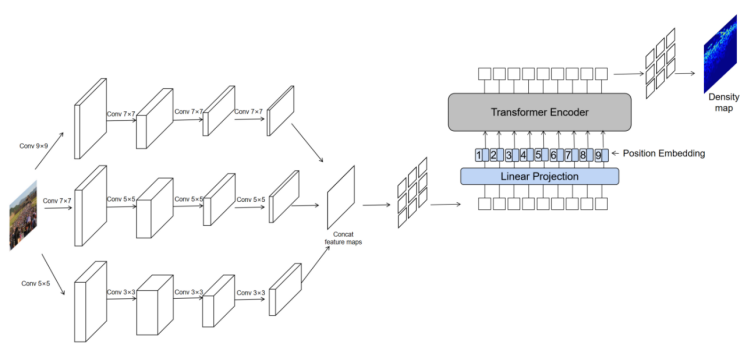 Conv 9×9
Conv 7×7
Conv 7×7
Conv 7×7
Conv 7×7
Conv 5×5
Conv 5×5
Conv 5×5
Conv 5×5
Conv 3×3
Conv 3×3
Conv 3×3
Concat
feature maps
Transformer Encoder
1 2 3 4 5 6 7 8 9
Position Embedding
Linear Projection
Density
map